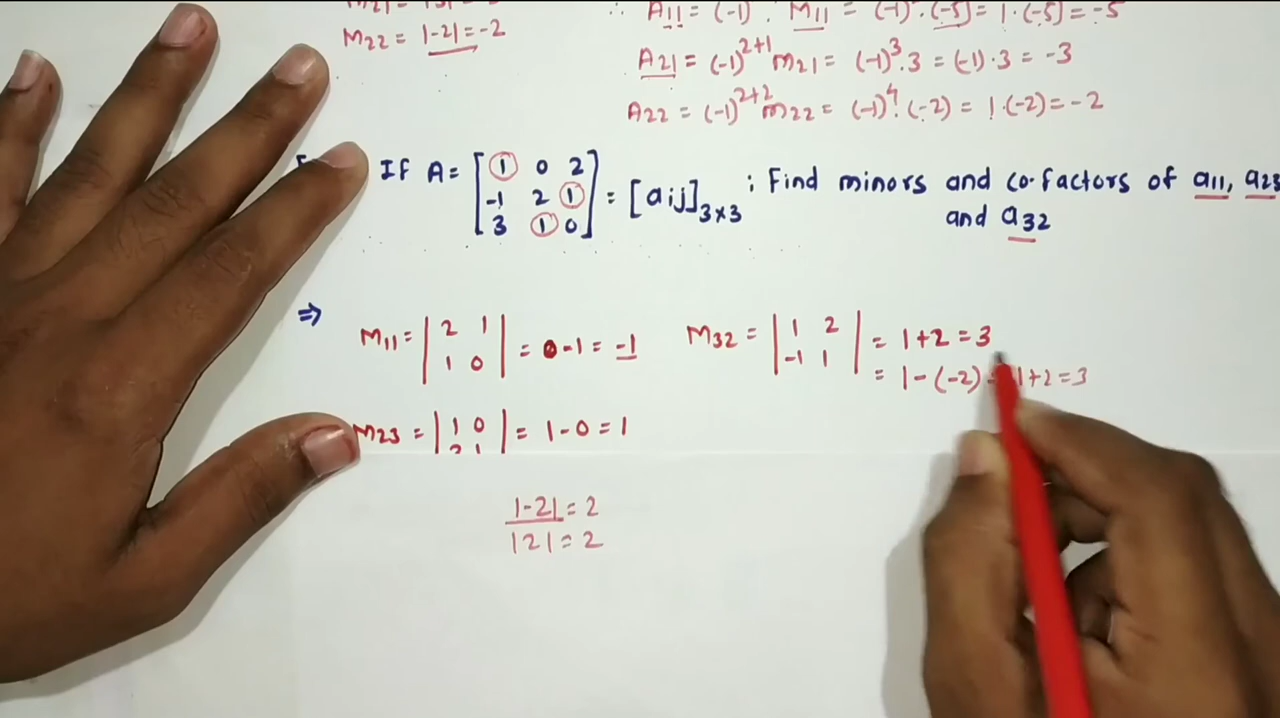 M22 = |-2| = -2
∴ A11 = (-1) . M11 = (-1) . (-5) = 1 . (-5) = -5
A21 = (-1)^2+1 M21 = (-1)^3 . 3 = (-1) . 3 = -3
A22 = (-1)^2+2 M22 = (-1)^4 . (-2) = 1 . (-2) = -2
If A = [ 1 0 2
-1 2 1
3 1 0 ] = [aij]3×3 ; Find minors and co-factors of a11, a23
and a32
⇒
M11 = | 2 1
1 0 | = 0-1 = -1
M23 = | 1 0 | = 1-0 = 1
M32 = | 1 2
-1 1 | = 1+2 = 3
= 1-(-2) = 1+2 = 3
|-2| = 2
|2| = 2